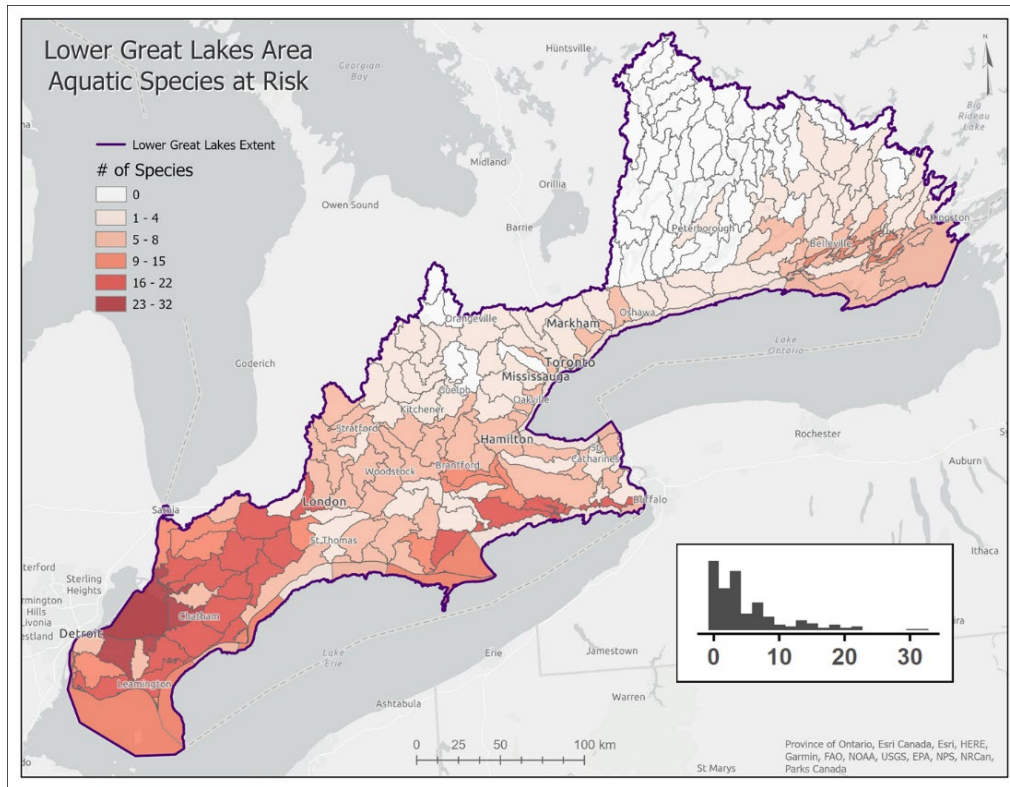 Lower Great Lakes Area
Aquatic Species at Risk
Lower Great Lakes Extent
# of Species
0
1 - 4
5 - 8
9 - 15
16 - 22
23 - 32
Huntsville
N
Georgian
Bay
Big
Rideau
Lake
Midland
Orillia
Owen Sound
Barrie
Peterborough
Kingston
Belleville
Orangeville
Markham
Oshawa
Goderich
Toronto
Lake
Ontario
Mississauga
Guelph
Oakville
Kitchener
Stratford
Hamilton
St.
Catharines
Rochester
Woodstock
Brantford
Auburn
London
Buffalo
Sarnia
St.Thomas
Ithaca
terford
Sterling
Heights
rmington
Hills
Livonia
estland
Detroit
Chatham
Lake
Erie
Erie
Jamestown
Leamington
Warren
Ashtabula
0 10 20 30
0 25 50 100 km
St Marys
Province of Ontario, Esri Canada, Esri, HERE,
Garmin, FAO, NOAA, USGS, EPA, NPS, NRCan,
Parks Canada